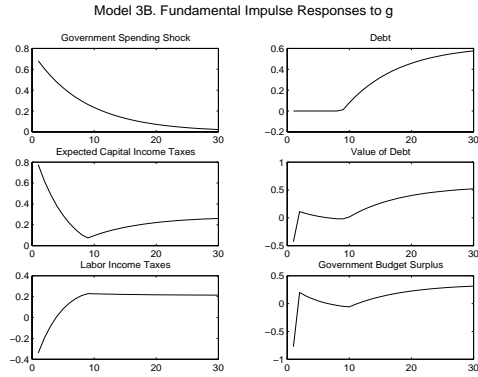 Model 3B. Fundamental Impulse Responses to g
Government Spending Shock
0.8
0.6
0.4
0.2
0
0 10 20 30
Debt
0.6
0.4
0.2
0
−0.2
0 10 20 30
Expected Capital Income Taxes
0.8
0.6
0.4
0.2
0
0 10 20 30
Value of Debt
1
0.5
0
−0.5
0 10 20 30
Labor Income Taxes
0.4
0.2
0
−0.2
−0.4
0 10 20 30
Government Budget Surplus
0.5
0
−0.5
−1
0 10 20 30